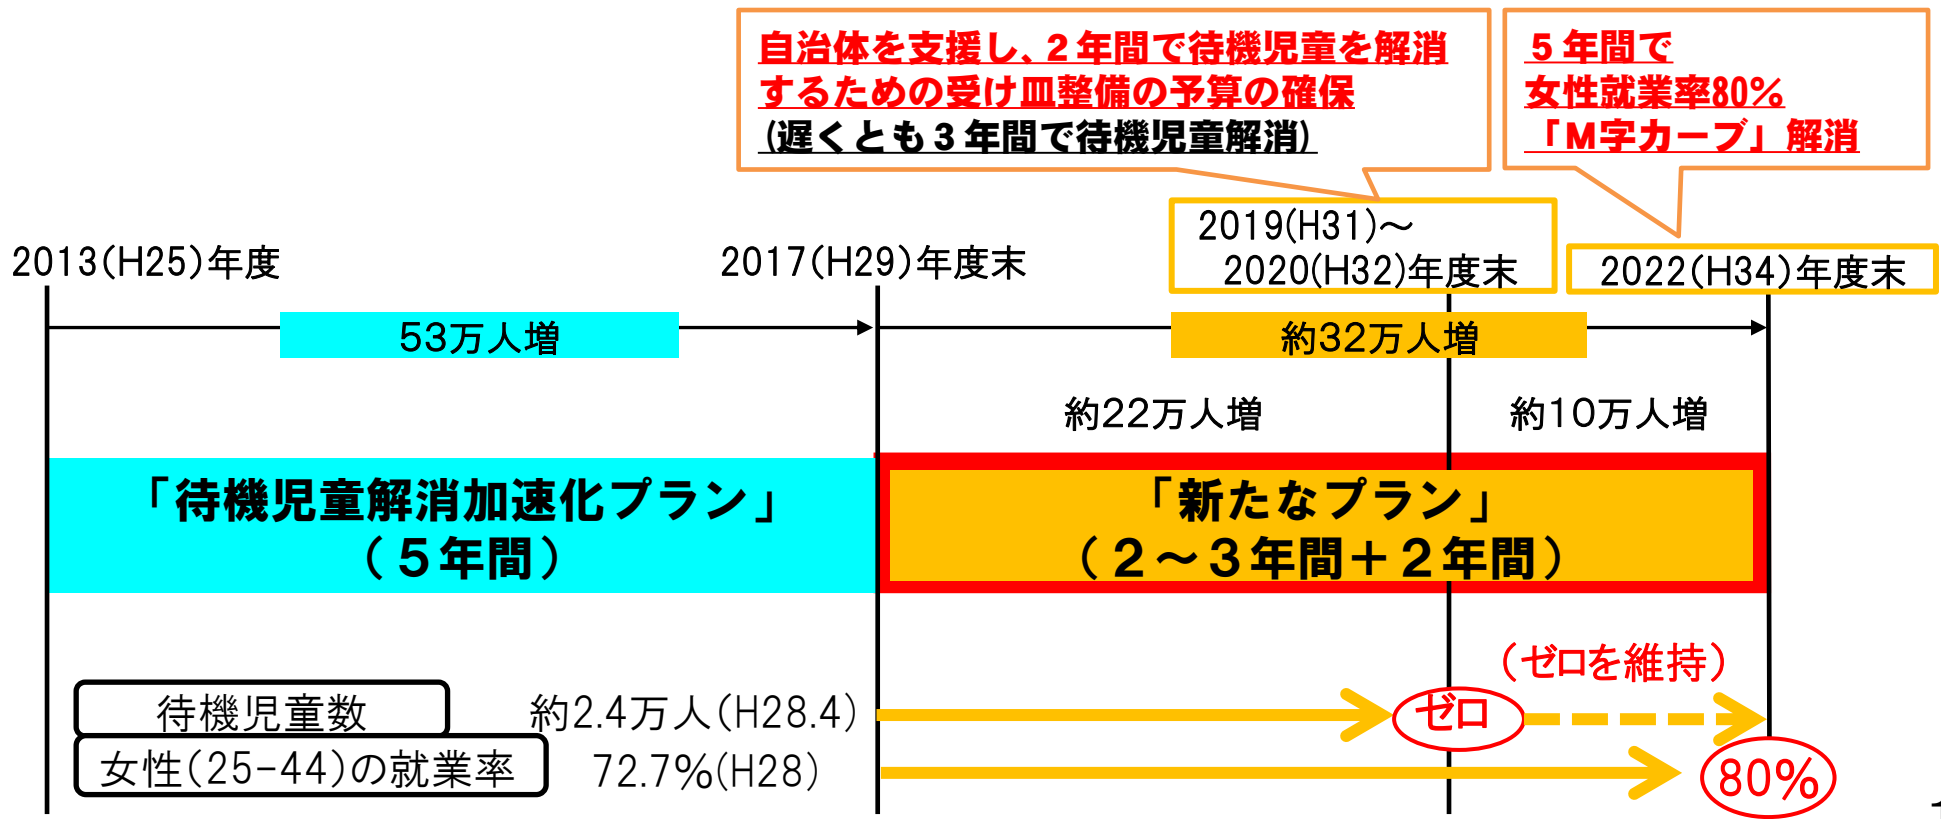 自治体を支援し、2年間で待機児童を解消
するための受け皿整備の予算の確保
(遅くとも3年間で待機児童解消)
5年間で
女性就業率80%
「M字カーブ」解消
2013(H25)年度
2017(H29)年度末
2019(H31)～
2020(H32)年度末
2022(H34)年度末
53万人増
約32万人増
約22万人増
約10万人増
「待機児童解消加速化プラン」
（5年間）
「新たなプラン」
（2～3年間＋2年間）
（ゼロを維持）
待機児童数
約2.4万人(H28.4)
ゼロ
女性(25-44)の就業率
72.7%(H28)
80%